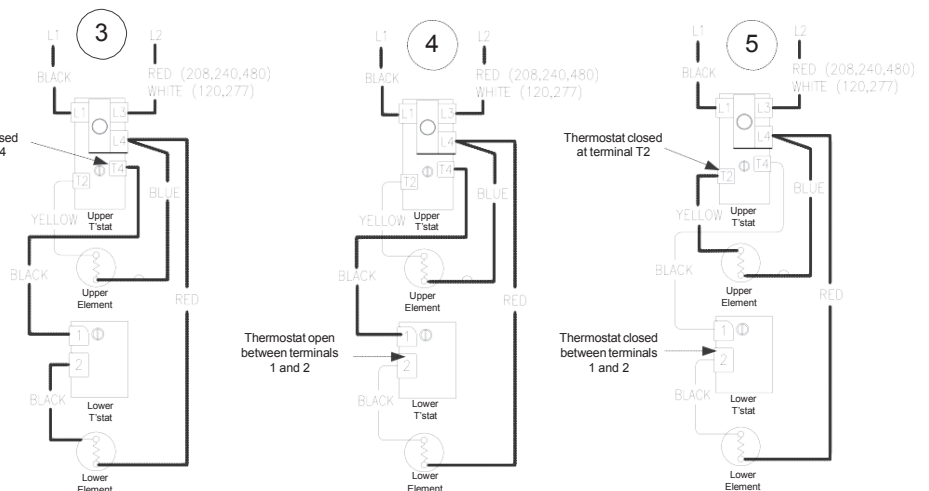 3
L1
L2
BLACK
RED (208,240,480)
WHITE (120,277)
L1
L3
L4
T4
T2
4
BLUE
YELLOW
Upper
T'stat
BLACK
Upper
Element
RED
1
2
BLACK
Lower
T'stat
Lower
Element
4
L1
L2
BLACK
RED (208,240,480)
WHITE (120,277)
L1
L3
L4
T4
T2
BLUE
YELLOW
Upper
T'stat
BLACK
Upper
Element
RED
Thermostat open
between terminals
1 and 2
1
2
BLACK
Lower
T'stat
Lower
Element
5
L1
L2
BLACK
RED (208,240,480)
WHITE (120,277)
L1
L3
L4
Thermostat closed
at terminal T2
T4
T2
BLUE
YELLOW
Upper
T'stat
BLACK
Upper
Element
RED
Thermostat closed
between terminals
1 and 2
1
2
BLACK
Lower
T'stat
Lower
Element